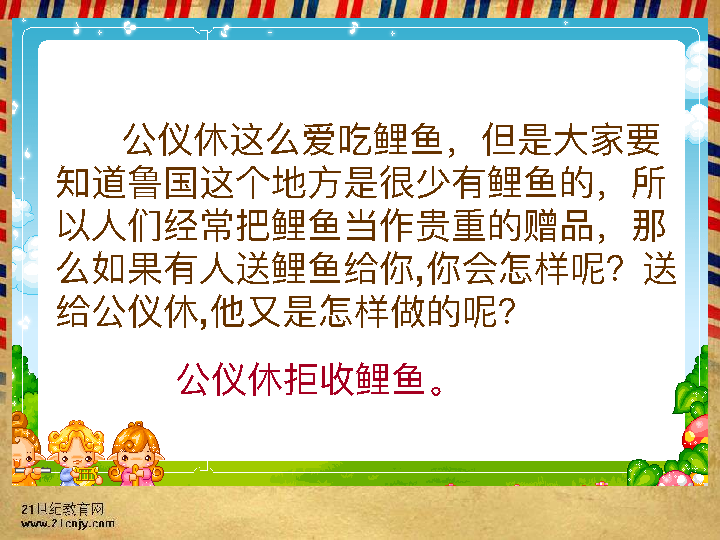 公仪休这么爱吃鲤鱼，但是大家要
知道鲁国这个地方是很少有鲤鱼的，所
以人们经常把鲤鱼当作贵重的赠品，那
么如果有人送鲤鱼给你,你会怎样呢？送
给公仪休,他又是怎样做的呢？
公仪休拒收鲤鱼。
21世纪教育网
www.21cnjy.com